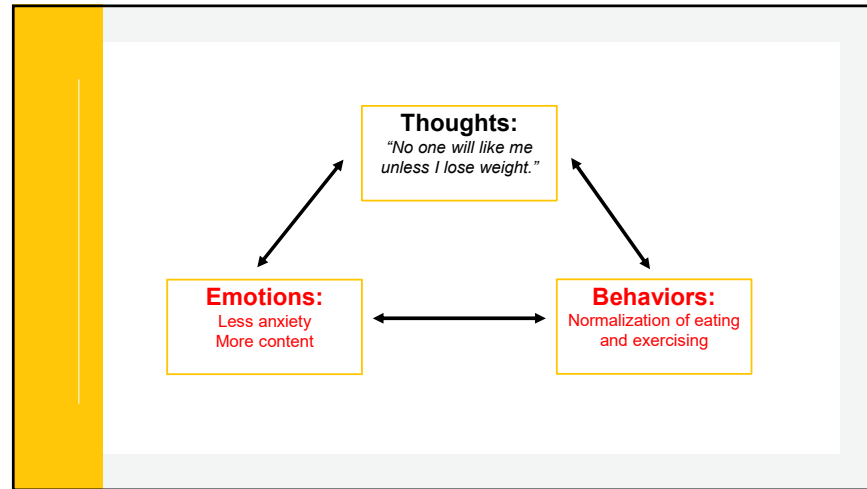 Thoughts:
“No one will like me
unless I lose weight.”
Emotions:
Less anxiety
More content
Behaviors:
Normalization of eating
and exercising